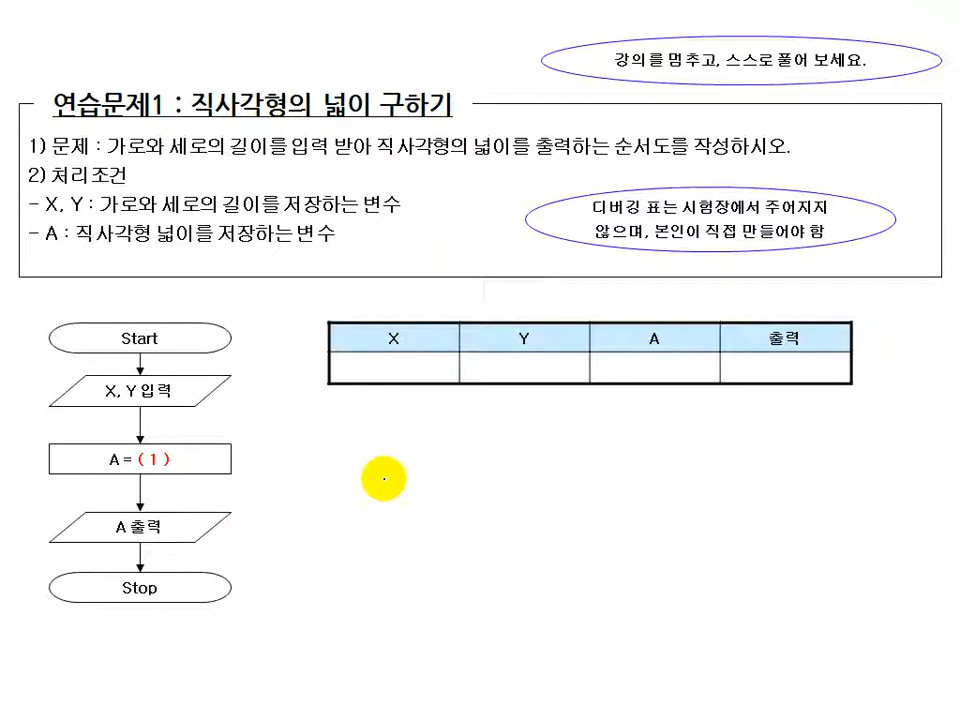 강의를 멈추고, 스스로 풀어 보세요.
연습문제1 : 직사각형의 넓이 구하기
1) 문제 : 가로와 세로의 길이를 입력 받아 직사각형의 넓이를 출력하는 순서도를 작성하시오.
2) 처리조건
- X, Y : 가로와 세로의 길이를 저장하는 변수
- A : 직사각형 넓이를 저장하는 변수
디버깅 표는 시험장에서 주어지지
않으며, 본인이 직접 만들어야 함
Start
X, Y 입력
A = ( 1 )
A 출력
Stop
X Y A 출력